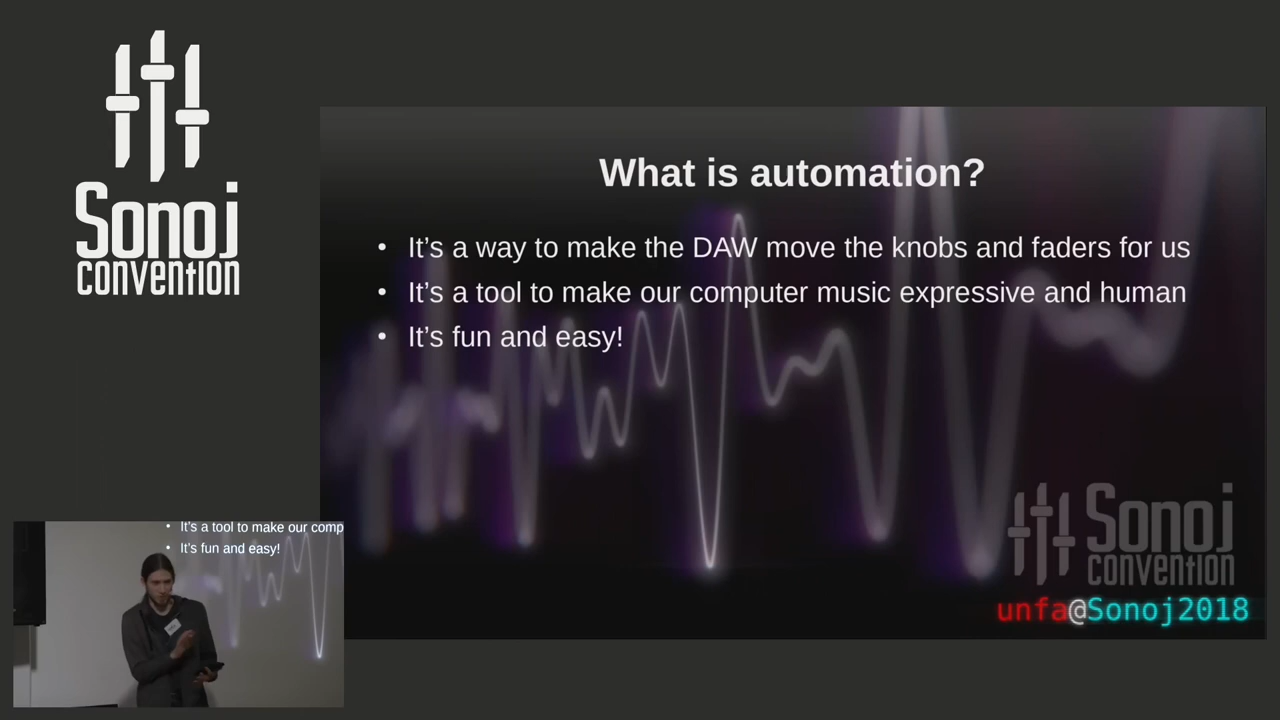 Sonoj
convention
What is automation?
• It's a way to make the DAW move the knobs and faders for us
• It's a tool to make our computer music expressive and human
• It's fun and easy!
Sonoj
convention
unfa@Sonoj2018
• It's a tool to make our comp
• It's fun and easy!